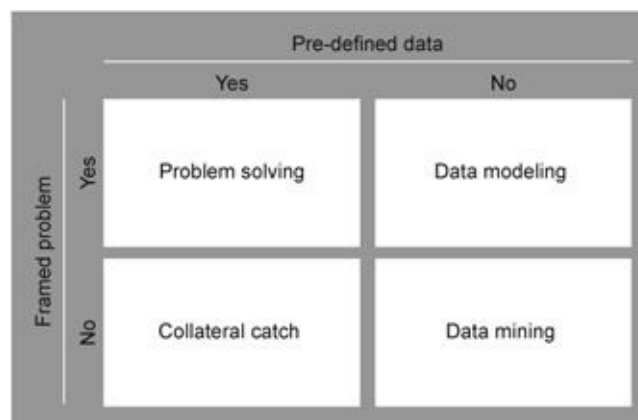 Pre-defined data
Yes No
Framed problem
Yes
Problem solving Data modeling
No
Collateral catch Data mining